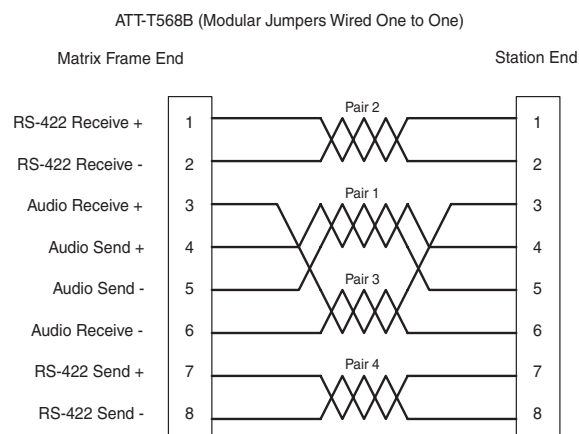 ATT-T568B (Modular Jumpers Wired One to One)
Matrix Frame End Station End
Pair 2
RS-422 Receive + 1 1
RS-422 Receive - 2 2
Pair 1
Audio Receive + 3 3
Audio Send + 4 4
Pair 3
Audio Send - 5 5
Audio Receive - 6 6
Pair 4
RS-422 Send + 7 7
RS-422 Send - 8 8